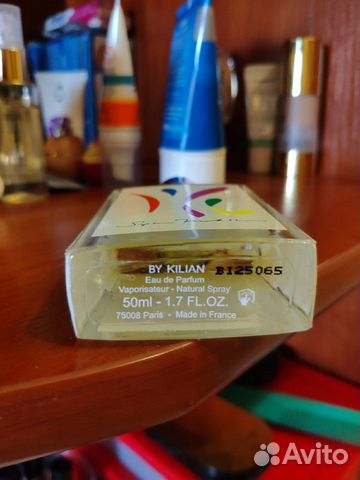 BY KILIAN BI25065
Eau de Parfum
Vaporisateur - Natural Spray
50ml - 1.7 FL.OZ.
75008 Paris - Made in France
Avito